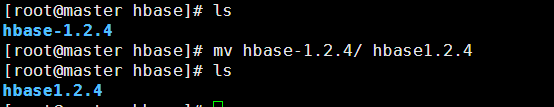 [root@master hbase]# ls
hbase-1.2.4
[root@master hbase]# mv hbase-1.2.4/ hbase1.2.4
[root@master hbase]# ls
hbase1.2.4
[root@master hbase]#